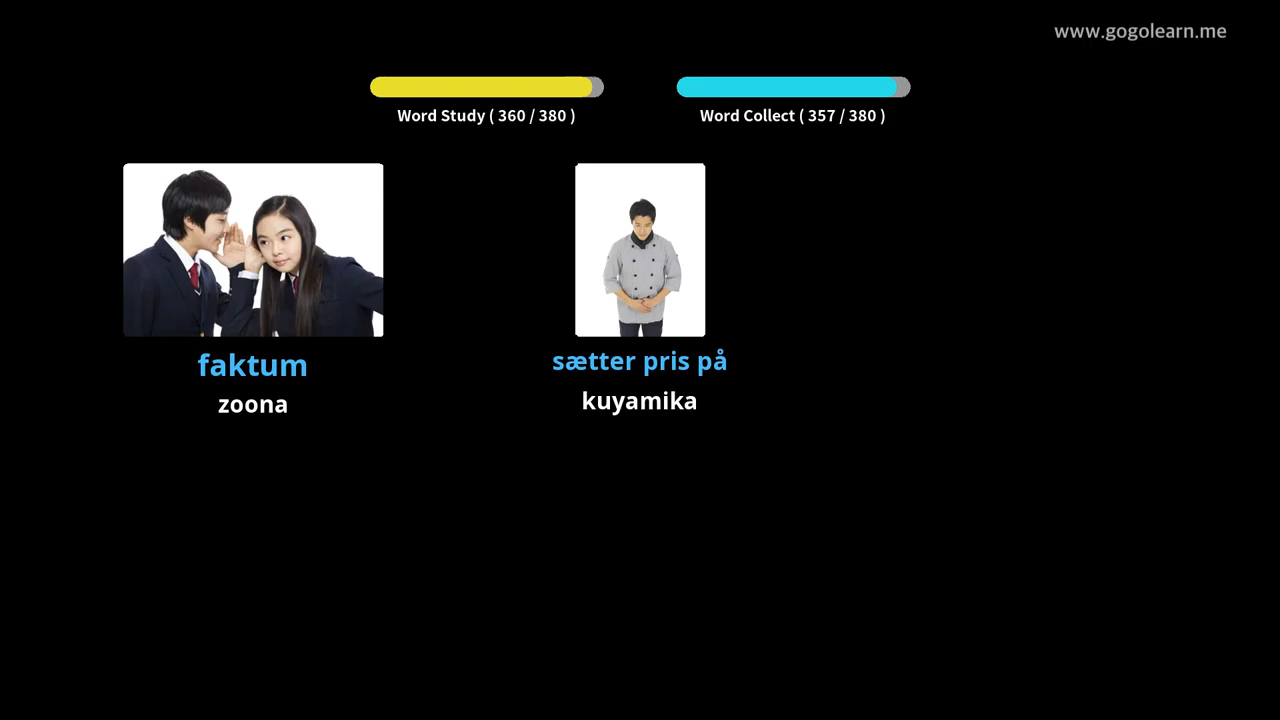 www.gogolearn.me
Word Study ( 360 / 380 )
Word Collect ( 357 / 380 )
faktum
zoona
sætter pris på
kuyamika